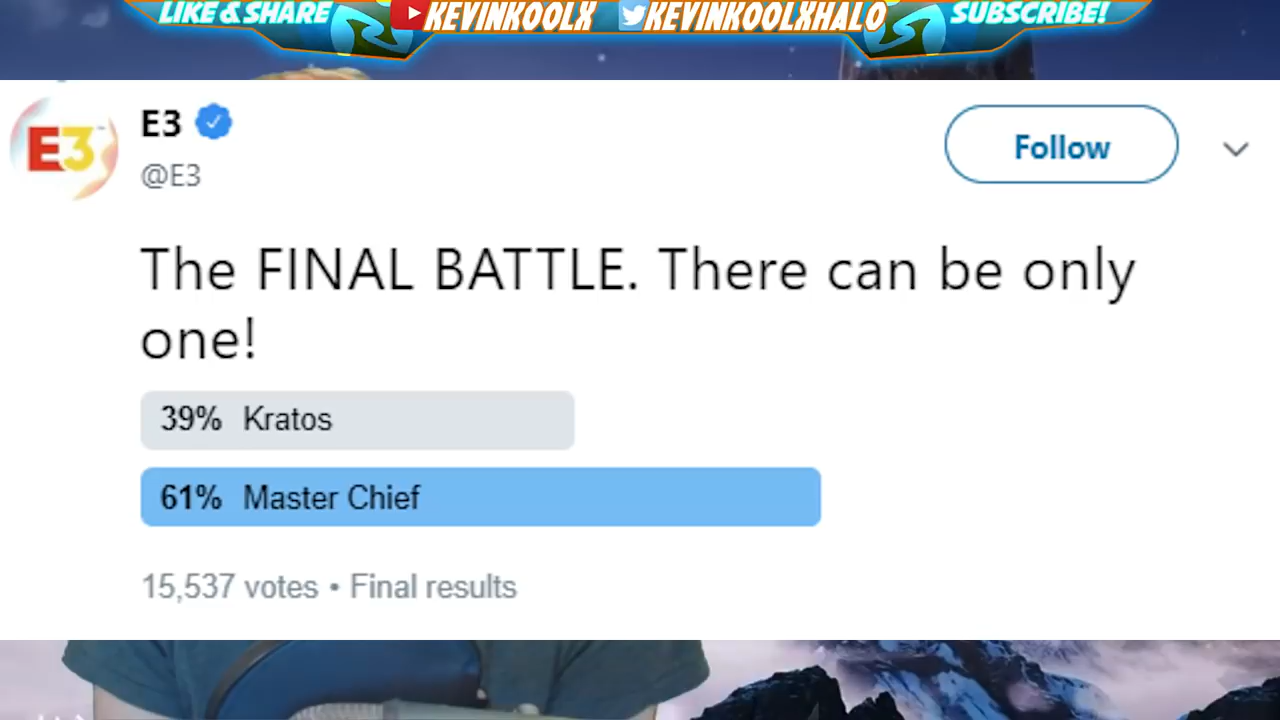 LIKE & SHARE KEVINKOOLX KEVINKOOLXHALO SUBSCRIBE!
E3
E3
@E3
Follow
The FINAL BATTLE. There can be only
one!
39% Kratos
61% Master Chief
15,537 votes • Final results